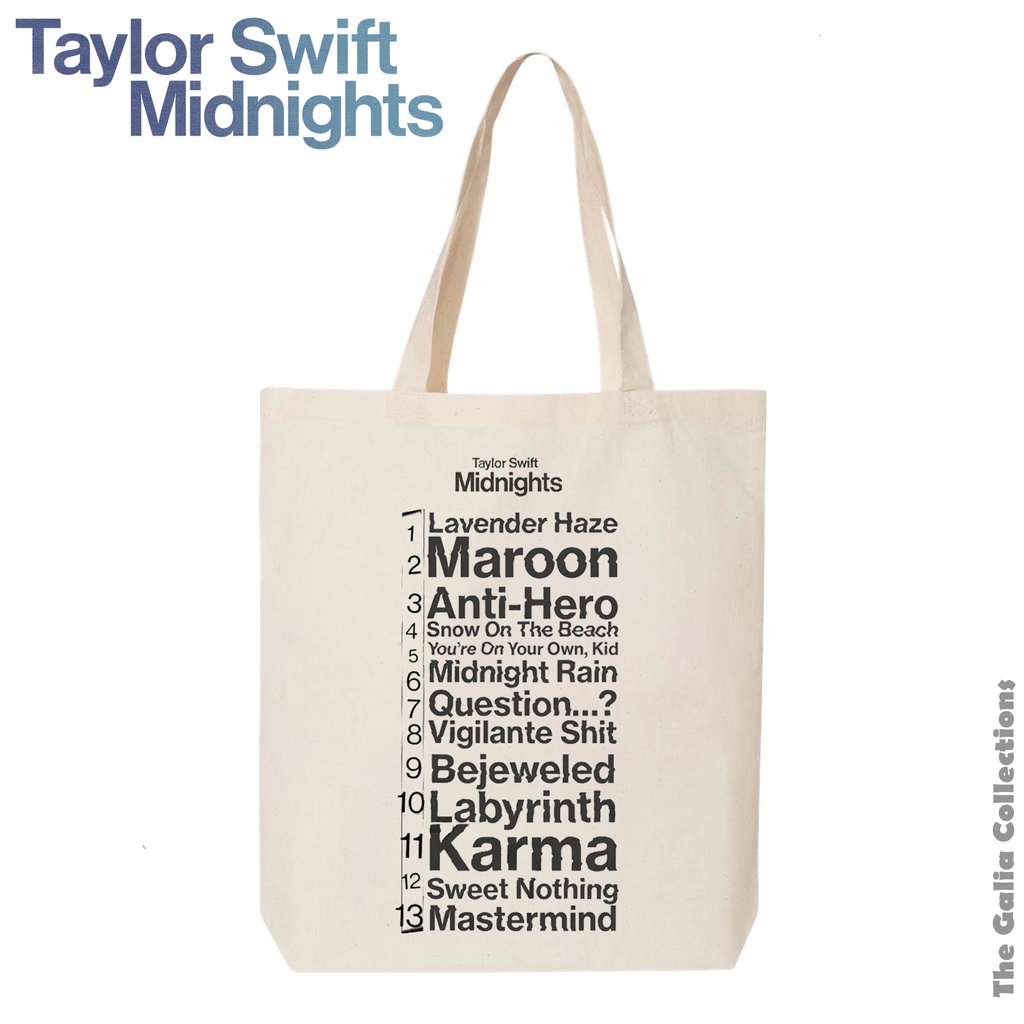 Taylor Swift
Midnights
Taylor Swift
Midnights
1 Lavender Haze
2 Maroon
3 Anti-Hero
4 Snow On The Beach
5 You're On Your Own, Kid
6 Midnight Rain
7 Question...?
8 Vigilante Shit
9 Bejeweled
10 Labyrinth
11 Karma
12 Sweet Nothing
13 Mastermind
The Galia Collections